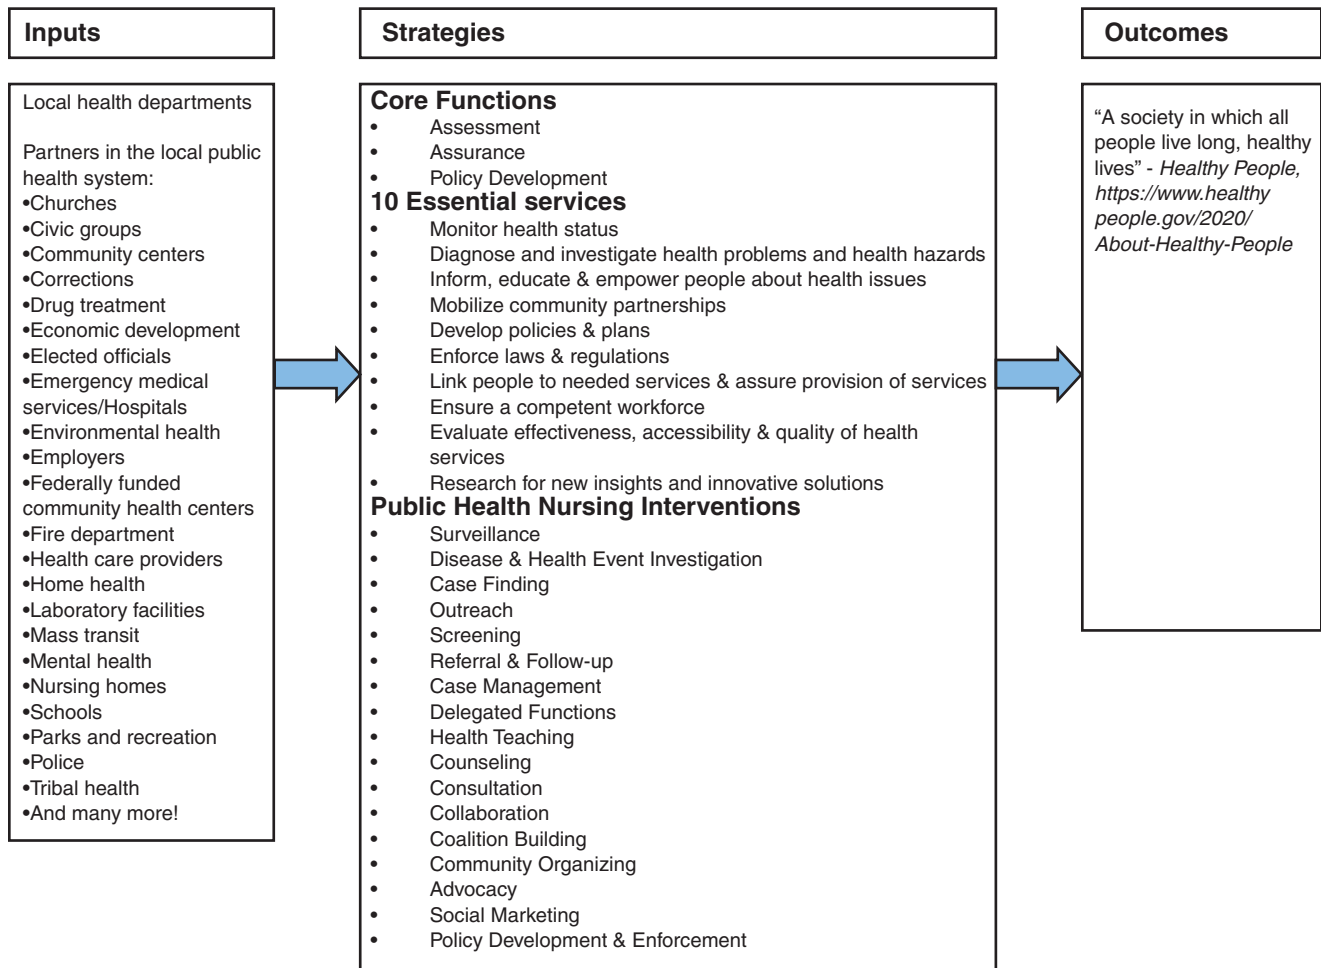 Inputs
Strategies
Outcomes
Local health departments
Partners in the local public
health system:
•Churches
•Civic groups
•Community centers
•Corrections
•Drug treatment
•Economic development
•Elected officials
•Emergency medical
services/Hospitals
•Environmental health
•Employers
•Federally funded
community health centers
•Fire department
•Health care providers
•Home health
•Laboratory facilities
•Mass transit
•Mental health
•Nursing homes
•Schools
•Parks and recreation
•Police
•Tribal health
•And many more!
Core Functions
• Assessment
• Assurance
• Policy Development
10 Essential services
• Monitor health status
• Diagnose and investigate health problems and health hazards
• Inform, educate & empower people about health issues
• Mobilize community partnerships
• Develop policies & plans
• Enforce laws & regulations
• Link people to needed services & assure provision of services
• Ensure a competent workforce
• Evaluate effectiveness, accessibility & quality of health
services
• Research for new insights and innovative solutions
Public Health Nursing Interventions
• Surveillance
• Disease & Health Event Investigation
• Case Finding
• Outreach
• Screening
• Referral & Follow-up
• Case Management
• Delegated Functions
• Health Teaching
• Counseling
• Consultation
• Collaboration
• Coalition Building
• Community Organizing
• Advocacy
• Social Marketing
• Policy Development & Enforcement
“A society in which all
people live long, healthy
lives” - Healthy People,
https://www.healthy
people.gov/2020/
About-Healthy-People